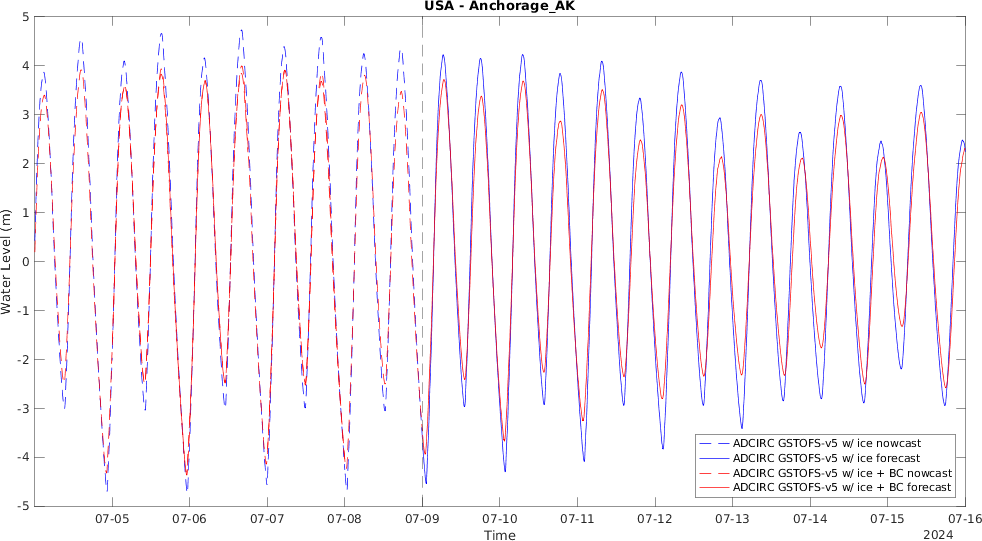 USA - Anchorage_AK
5
4
3
2
1
0
-1
-2
-3
-4
-5
Water Level (m)
ADCIRC GSTOFS-v5 w/ ice nowcast
ADCIRC GSTOFS-v5 w/ ice forecast
ADCIRC GSTOFS-v5 w/ ice + BC nowcast
ADCIRC GSTOFS-v5 w/ ice + BC forecast
07-05 07-06 07-07 07-08 07-09 07-10 07-11 07-12 07-13 07-14 07-15 07-16
Time
2024